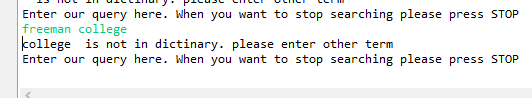 is not in dictinary. please enter other term
Enter our query here. When you want to stop searching please press STOP
freeman college
college  is not in dictinary. please enter other term
Enter our query here. When you want to stop searching please press STOP